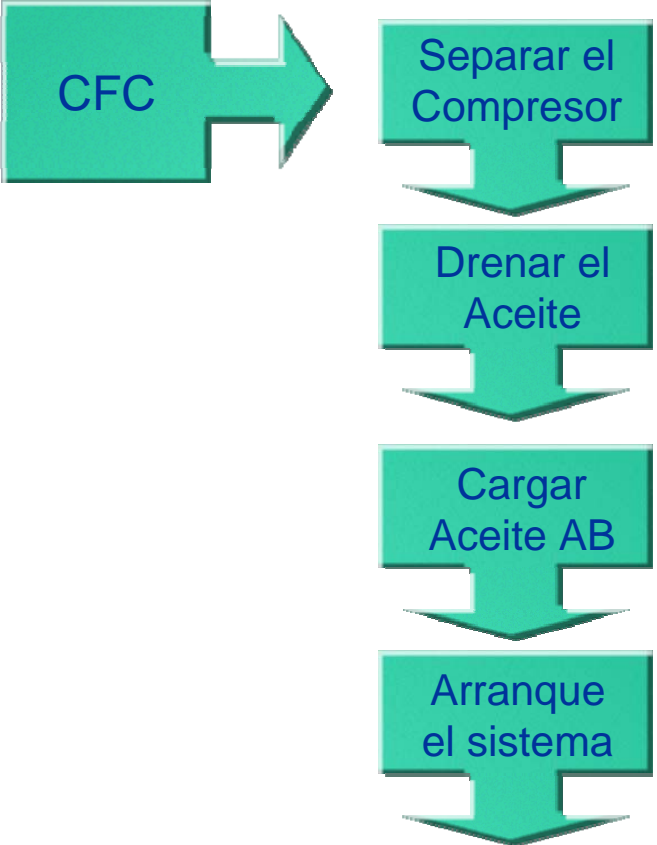 CFC
Separar el
Compresor
Drenar el
Aceite
Cargar
Aceite AB
Arranque
el sistema